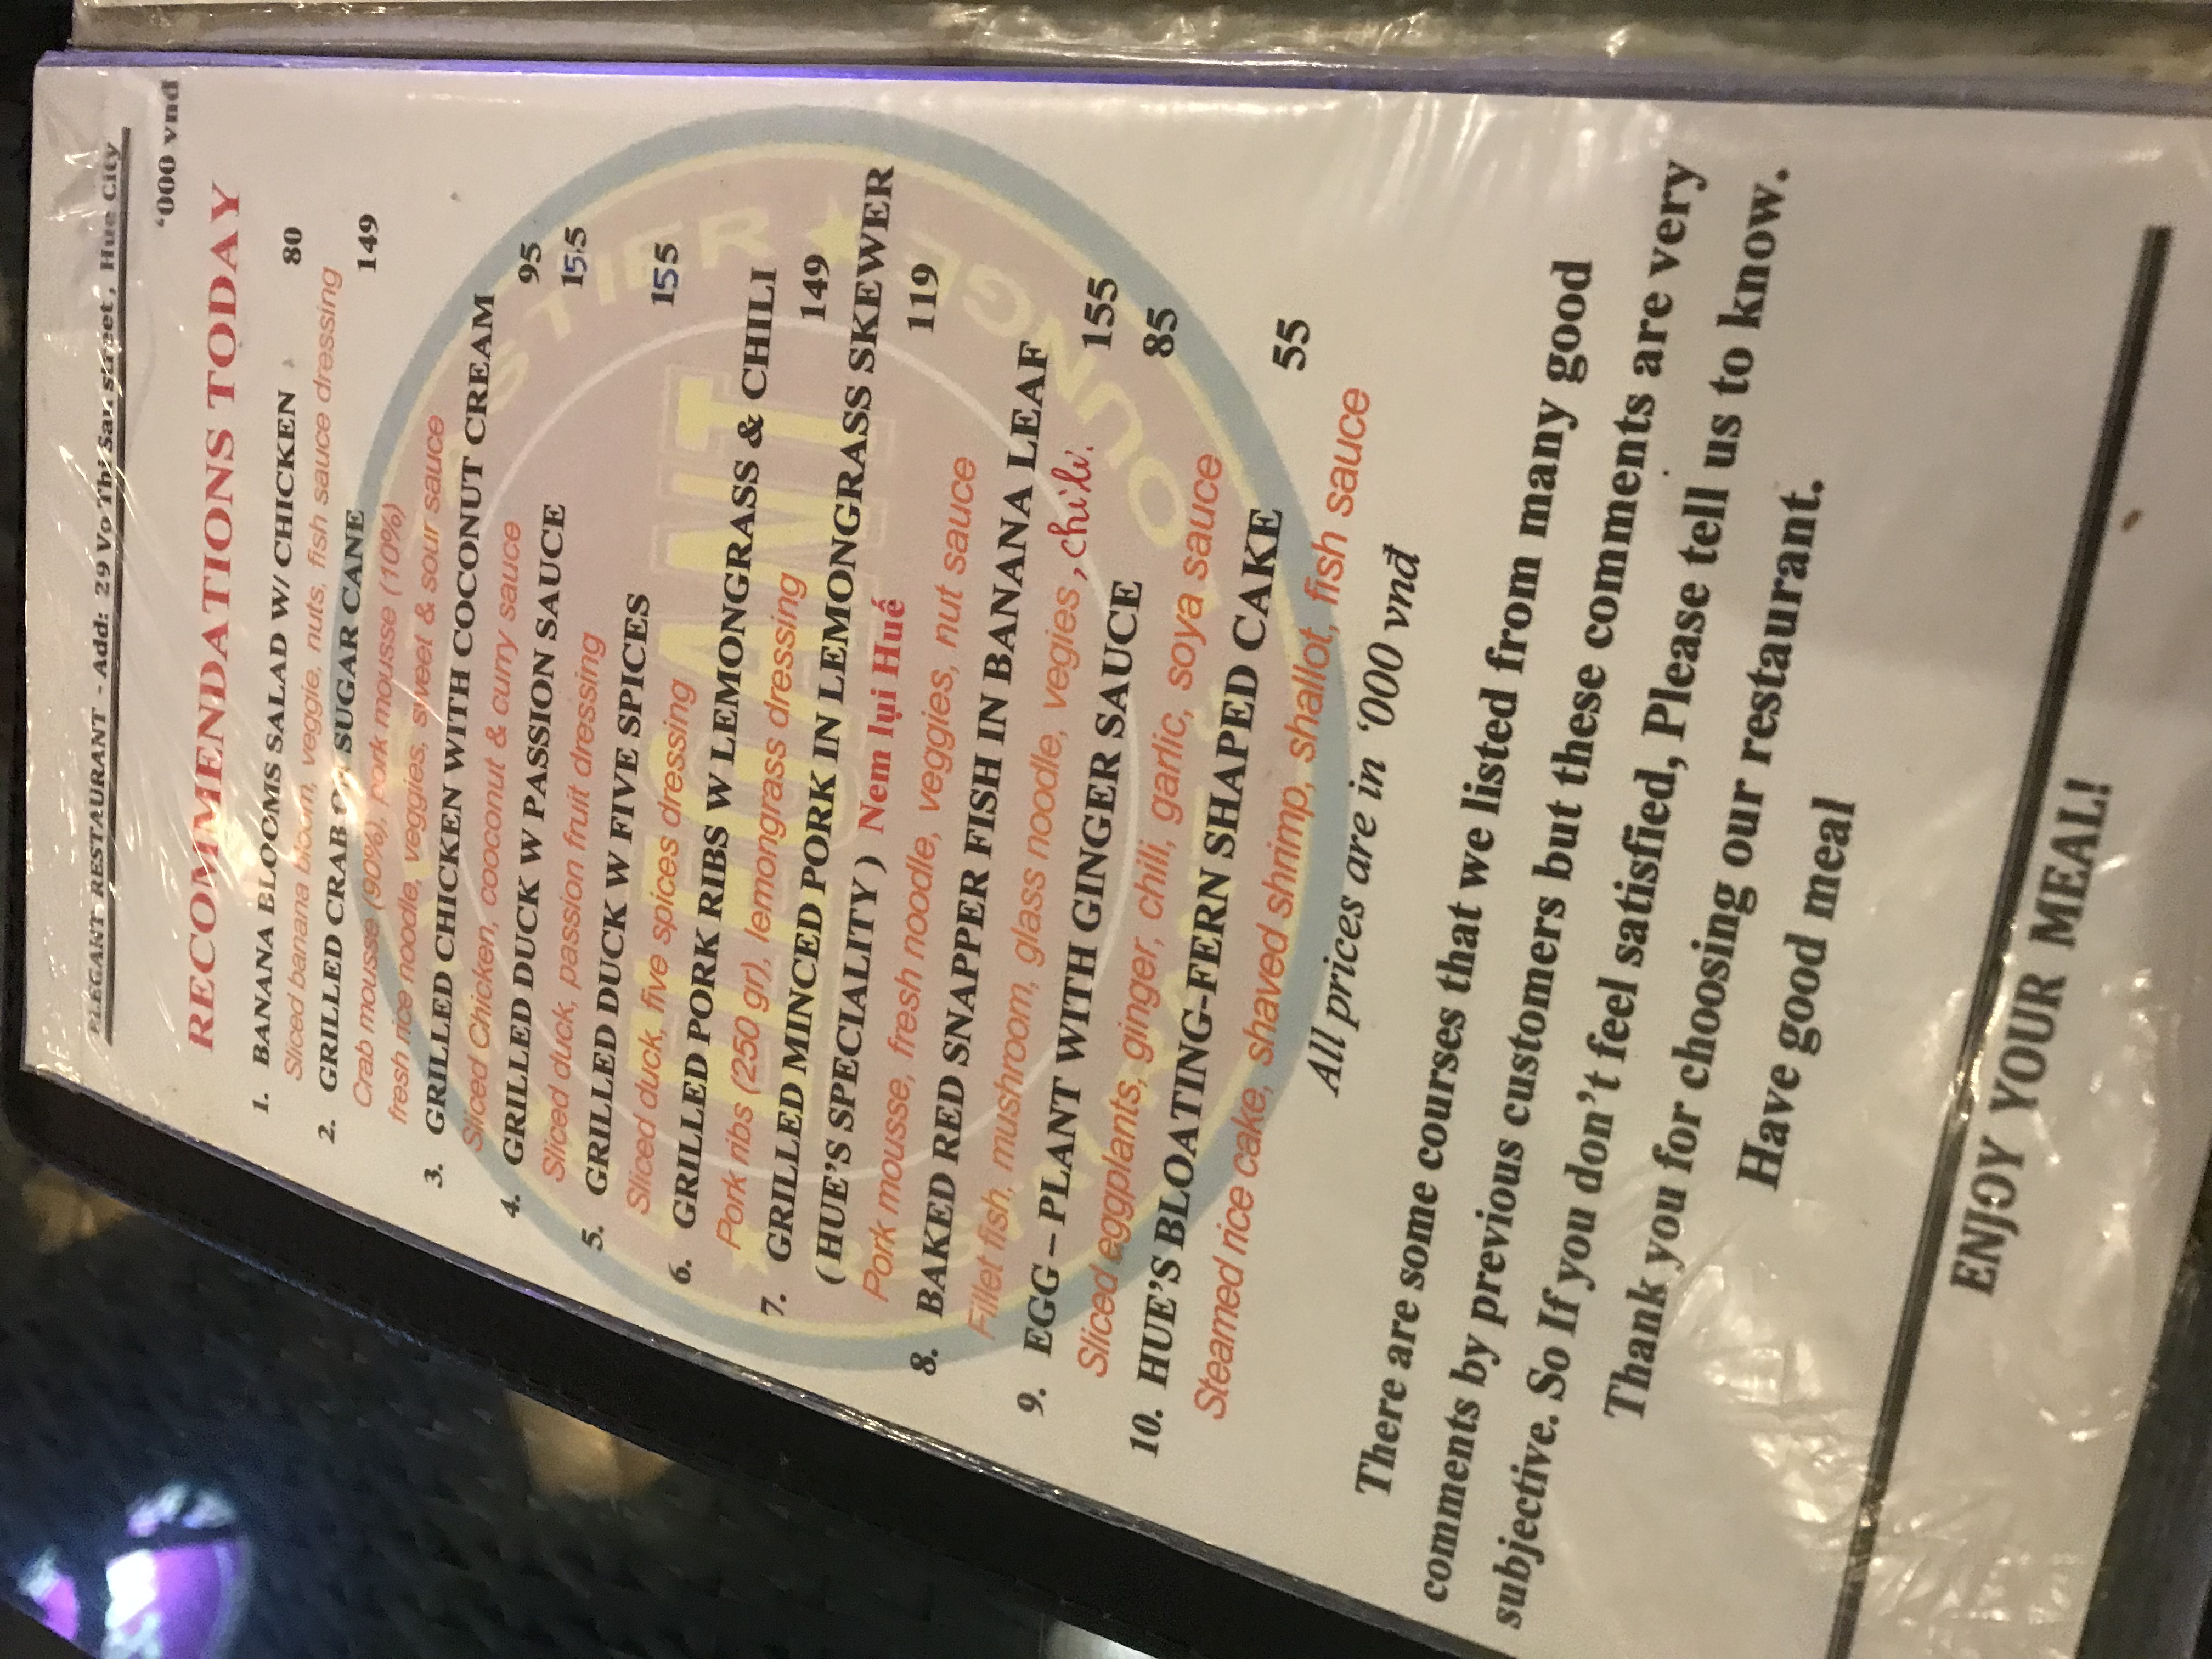 ELEGANT RESTAURANT - Add: 29 Vo Thi Sau street, Hue City
‘000 vnd
RECOMMENDATIONS TODAY
1. BANANA BLOOMS SALAD W/ CHICKEN 80
Sliced banana bloom, veggie, nuts, fish sauce dressing
2. GRILLED CRAB ON SUGAR CANE 149
Crab mousse (90%), pork mousse (10%)
fresh rice noodle, veggies, sweet & sour sauce
3. GRILLED CHICKEN WITH COCONUT CREAM 95
Sliced Chicken, cooconut & curry sauce
4. GRILLED DUCK W PASSION SAUCE 155
Sliced duck, passion fruit dressing
5. GRILLED DUCK W FIVE SPICES 155
Sliced duck, five spices dressing
6. GRILLED PORK RIBS W LEMONGRASS & CHILI 149
Pork ribs (250 gr), lemongrass dressing
7. GRILLED MINCED PORK IN LEMONGRASS SKEWER
(HUE’S SPECIALITY ) Nem lụi Huế 119
Pork mousse, fresh noodle, veggies, nut sauce
8. BAKED RED SNAPPER FISH IN BANANA LEAF 155
Fillet fish, mushroom, glass noodle, vegies, chili.
9. EGG – PLANT WITH GINGER SAUCE 85
Sliced eggplants, ginger, chili, garlic, soya sauce
10. HUE’S BLOATING-FERN SHAPED CAKE 55
Steamed rice cake, shaved shrimp, shallot, fish sauce
All prices are in ‘000 vnđ
There are some courses that we listed from many good
comments by previous customers but these comments are very
subjective. So If you don’t feel satisfied, Please tell us to know.
Thank you for choosing our restaurant.
Have good meal
ENJOY YOUR MEAL!
ELEGANT